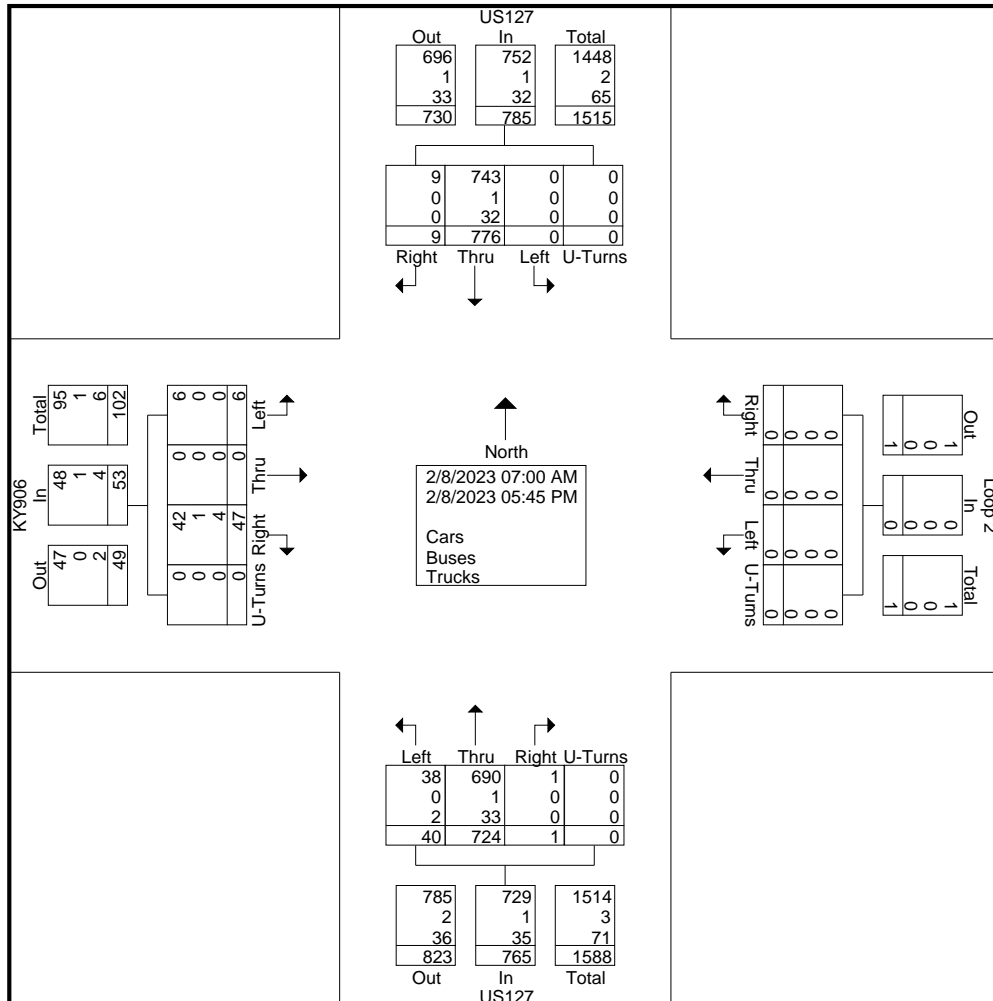 US127
Out In Total
696 752 1448
1 1 2
33 32 65
730 785 1515
9 743 0 0
0 1 0 0
0 32 0 0
9 776 0 0
Right Thru Left U-Turns
KY906
Total In Out
95 1 6 102
48 1 4 53
47 0 2 49
6 0 0 6
0 0 0 0
42 1 4 47
0 0 0 0
Left
Thru
Right
U-Turns
North
2/8/2023 07:00 AM
2/8/2023 05:45 PM
Cars
Buses
Trucks
Right
Thru
Left
U-Turns
0 0 0 0
0 0 0 0
0 0 0 0
0 0 0 0
Out
In
Total
1 0 0 1
0 0 0 0
1 0 0 1
Loop 2
Left Thru Right U-Turns
38 690 1 0
0 1 0 0
2 33 0 0
40 724 1 0
785 729 1514
2 1 3
36 35 71
823 765 1588
Out In Total
US127